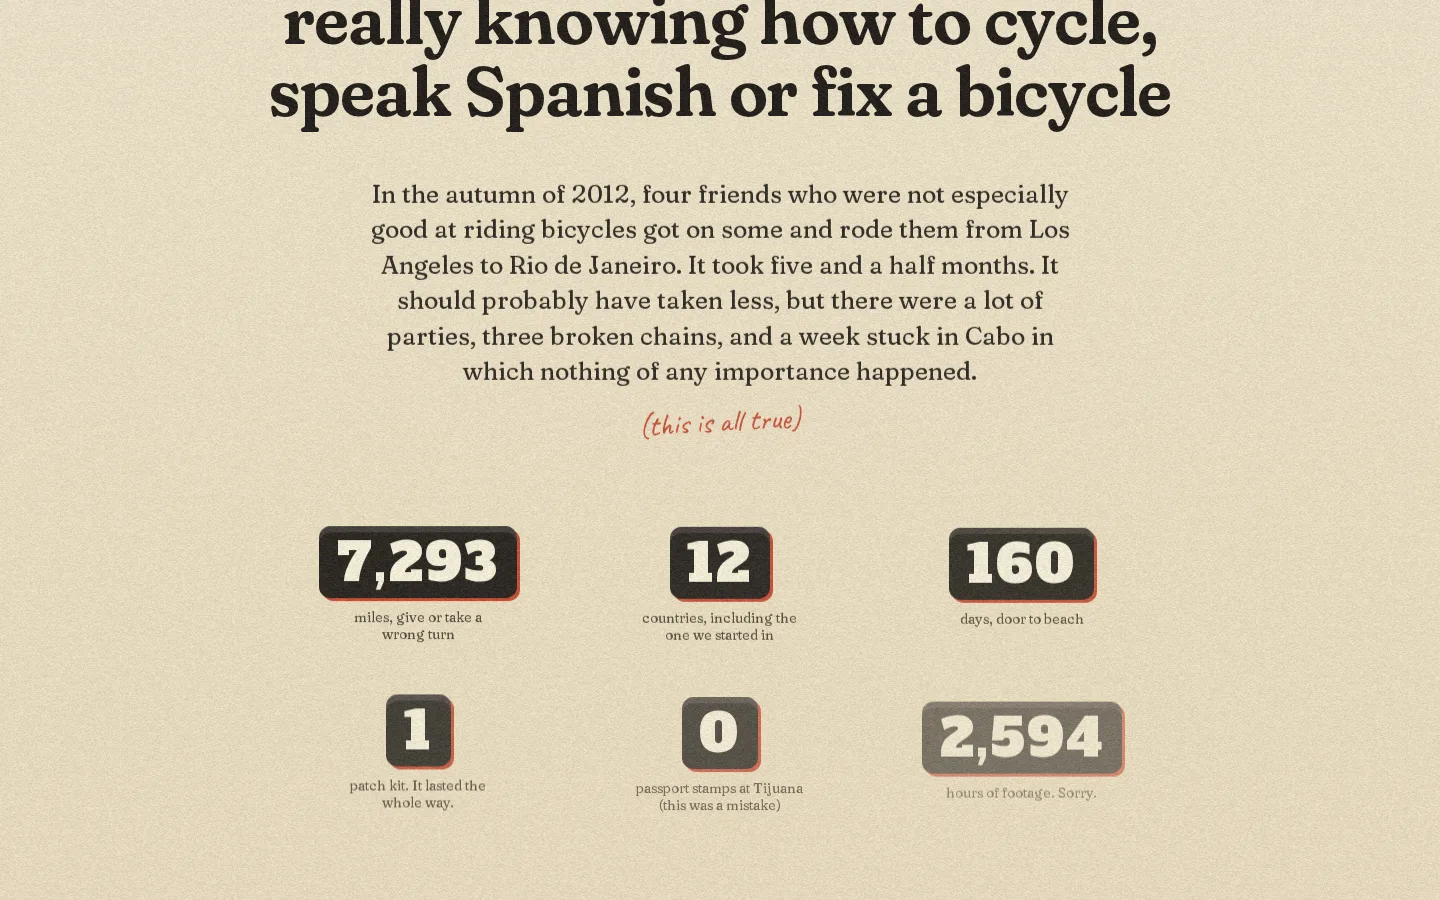 really knowing how to cycle,
speak Spanish or fix a bicycle
In the autumn of 2012, four friends who were not especially
good at riding bicycles got on some and rode them from Los
Angeles to Rio de Janeiro. It took five and a half months. It
should probably have taken less, but there were a lot of
parties, three broken chains, and a week stuck in Cabo in
which nothing of any importance happened.
(this is all true)
7,293
miles, give or take a
wrong turn
12
countries, including the
one we started in
160
days, door to beach
1
patch kit. It lasted the
whole way.
0
passport stamps at Tijuana
(this was a mistake)
2,594
hours of footage. Sorry.